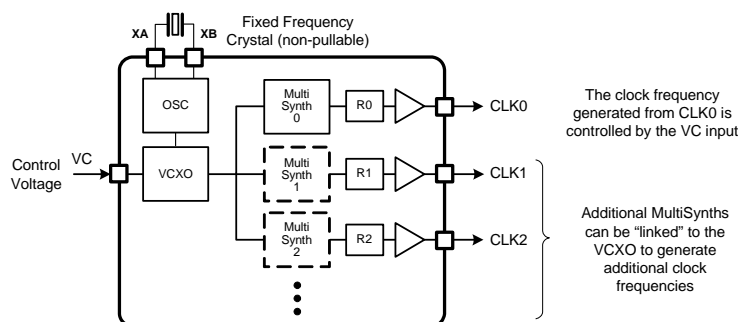 Fixed Frequency
Crystal (non-pullable)
XA
XB
OSC
Multi
Synth
0
R0
CLK0
The clock frequency
generated from CLK0 is
controlled by the VC input
Control
Voltage
VC
VCXO
Multi
Synth
1
R1
CLK1
Multi
Synth
2
R2
CLK2
Additional MultiSynths
can be “linked” to the
VCXO to generate
additional clock
frequencies